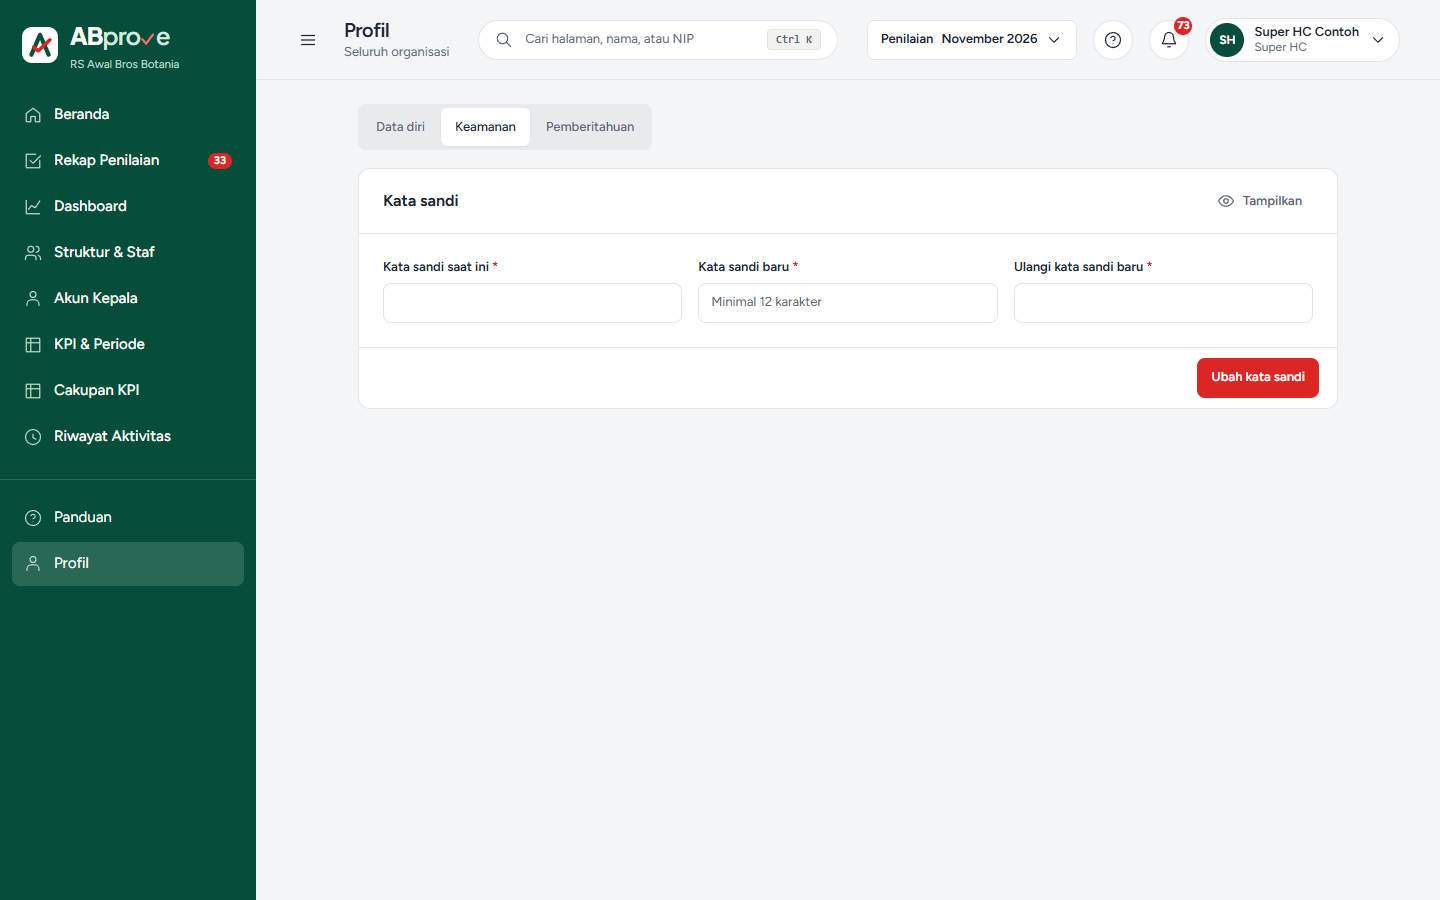 ABprove
RS Awal Bros Botania
Beranda
Rekap Penilaian 33
Dashboard
Struktur & Staf
Akun Kepala
KPI & Periode
Cakupan KPI
Riwayat Aktivitas
Panduan
Profil
Profil
Seluruh organisasi
Cari halaman, nama, atau NIP Ctrl K
Penilaian November 2026
73
SH
Super HC Contoh
Super HC
Data diri Keamanan Pemberitahuan
Kata sandi Tampilkan
Kata sandi saat ini * Kata sandi baru * Ulangi kata sandi baru *
Minimal 12 karakter
Ubah kata sandi